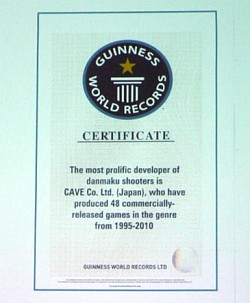 GUINNESS
WORLD RECORDS
CERTIFICATE
The most prolific developer of
danmaku shooters is
CAVE Co. Ltd. (Japan), who have
produced 48 commercially-
released games in the genre
from 1995-2010
GUINNESS WORLD RECORDS LTD